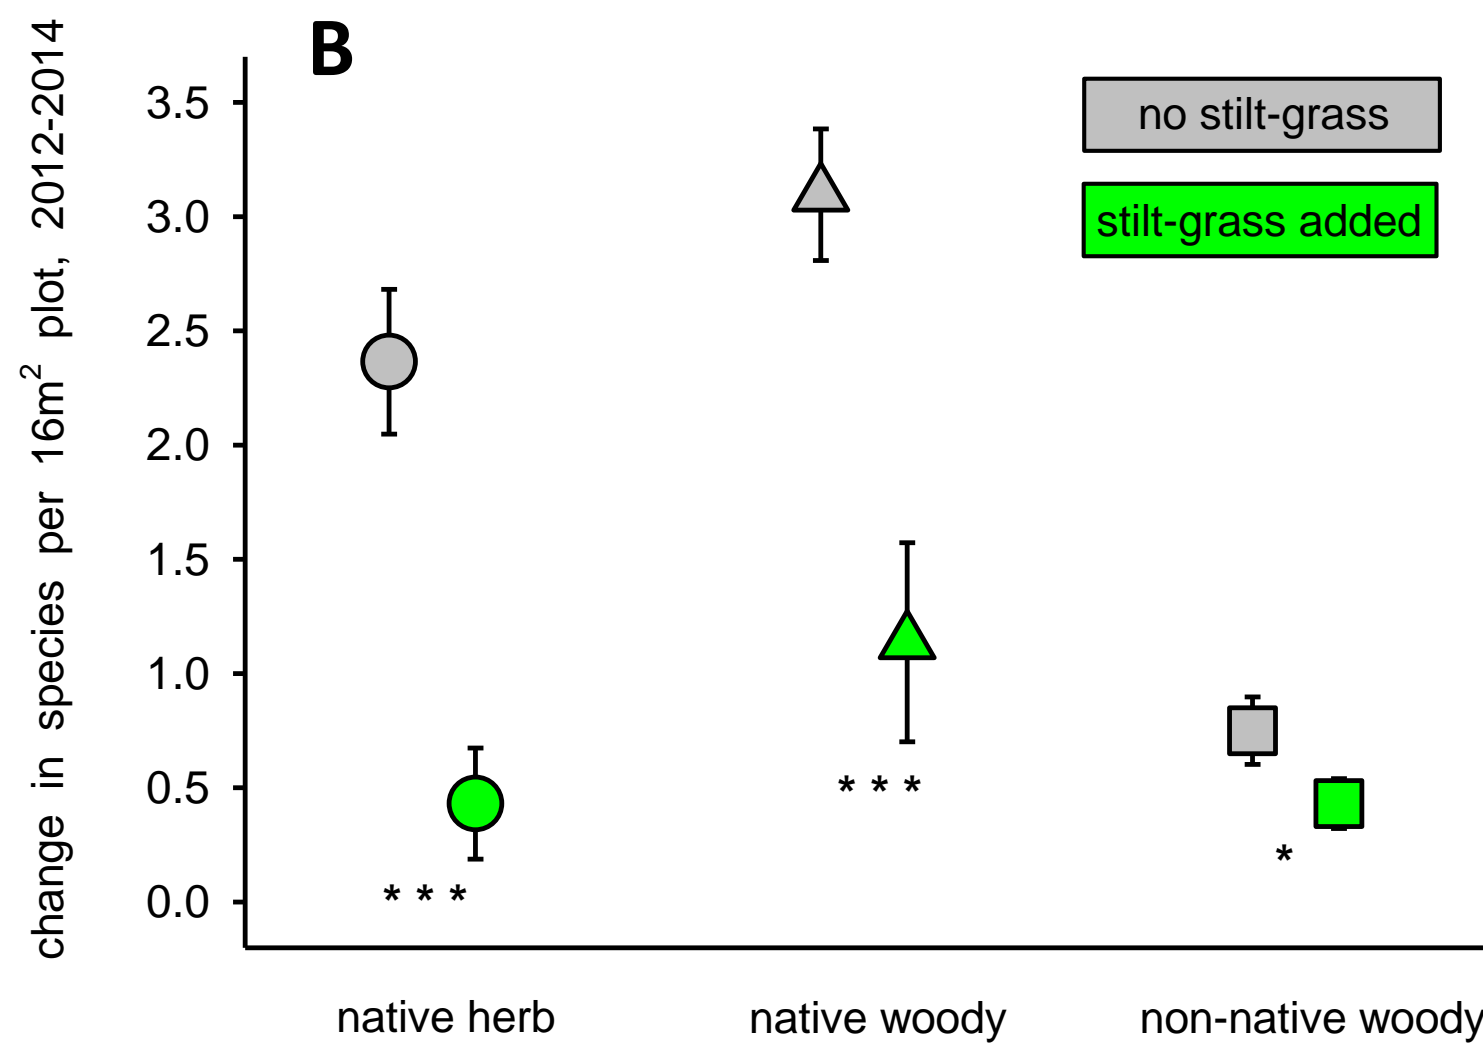 B
change in species per 16m² plot, 2012-2014
3.5
3.0
2.5
2.0
1.5
1.0
0.5
0.0
no stilt-grass
stilt-grass added
* * *
* * *
*
native herb
native woody
non-native woody